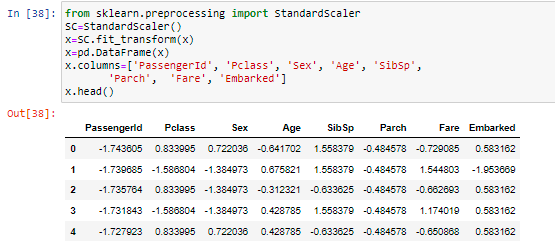 In [38]: from sklearn.preprocessing import StandardScaler
SC=StandardScaler()
x=SC.fit_transform(x)
x=pd.DataFrame(x)
x.columns=['PassengerId', 'Pclass', 'Sex', 'Age', 'SibSp',
'Parch', 'Fare', 'Embarked']
x.head()
Out[38]:
PassengerId Pclass Sex Age SibSp Parch Fare Embarked
0 -1.743605 0.833995 0.722036 -0.641702 1.558379 -0.484578 -0.729085 0.583162
1 -1.739685 -1.586804 -1.384973 0.675821 1.558379 -0.484578 1.544803 -1.953669
2 -1.735764 0.833995 -1.384973 -0.312321 -0.633625 -0.484578 -0.662693 0.583162
3 -1.731843 -1.586804 -1.384973 0.428785 1.558379 -0.484578 1.174019 0.583162
4 -1.727923 0.833995 0.722036 0.428785 -0.633625 -0.484578 -0.650868 0.583162